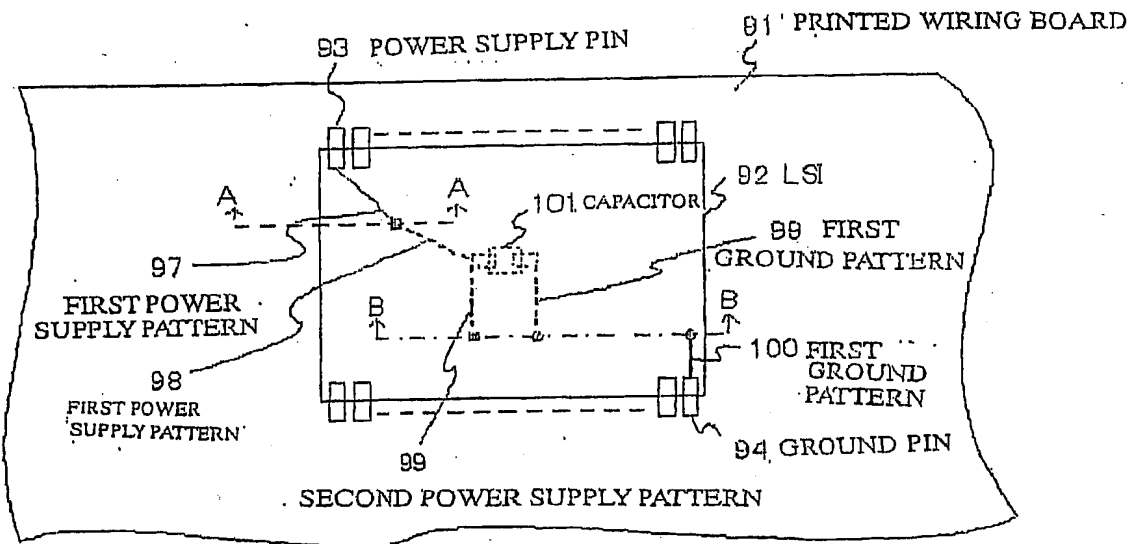 91' PRINTED WIRING BOARD
93 POWER SUPPLY PIN
A
A
92 LSI
101 CAPACITOR
99 FIRST
GROUND PATTERN
97
FIRST POWER
SUPPLY PATTERN
B
B
98
FIRST POWER
SUPPLY PATTERN
100 FIRST
GROUND
PATTERN
99
94 GROUND PIN
SECOND POWER SUPPLY PATTERN